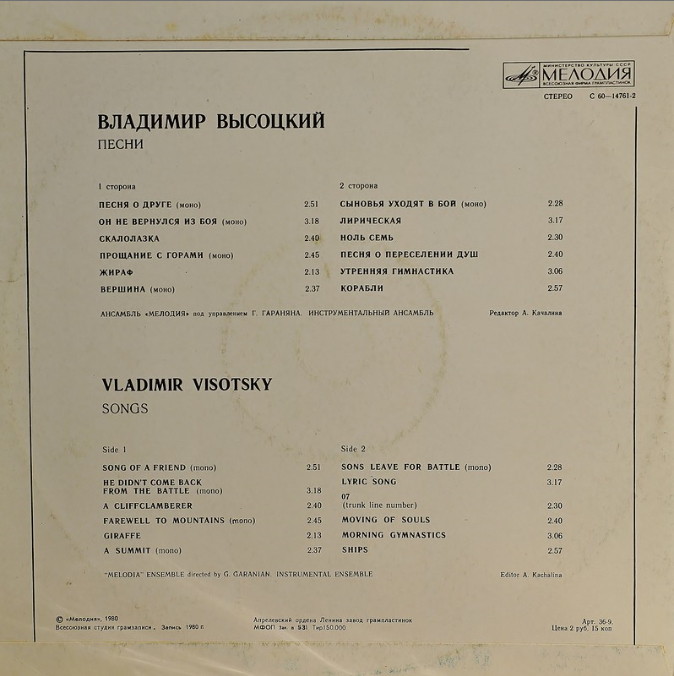 МИНИСТЕРСТВО КУЛЬТУРЫ СССР
МЕЛОДИЯ
ВСЕСОЮЗНАЯ ФИРМА ГРАМПЛАСТИНОК
СТЕРЕО С 60—14761-2
ВЛАДИМИР ВЫСОЦКИЙ
ПЕСНИ
1 сторона
ПЕСНЯ О ДРУГЕ (моно) 2.51
ОН НЕ ВЕРНУЛСЯ ИЗ БОЯ (моно) 3.18
СКАЛОЛАЗКА 2.40
ПРОЩАНИЕ С ГОРАМИ (моно) 2.45
ЖИРАФ 2.13
ВЕРШИНА (моно) 2.37
2 сторона
СЫНОВЬЯ УХОДЯТ В БОЙ (моно) 2.28
ЛИРИЧЕСКАЯ 3.17
НОЛЬ СЕМЬ 2.30
ПЕСНЯ О ПЕРЕСЕЛЕНИИ ДУШ 2.40
УТРЕННЯЯ ГИМНАСТИКА 3.06
КОРАБЛИ 2.57
АНСАМБЛЬ «МЕЛОДИЯ» под управлением Г. ГАРАНЯНА. ИНСТРУМЕНТАЛЬНЫЙ АНСАМБЛЬ Редактор А. Качалина
VLADIMIR VISOTSKY
SONGS
Side 1
SONG OF A FRIEND (mono) 2.51
HE DIDN'T COME BACK
FROM THE BATTLE (mono) 3.18
A CLIFFCLAMBERER 2.40
FAREWELL TO MOUNTAINS (mono) 2.45
GIRAFFE 2.13
A SUMMIT (mono) 2.37
Side 2
SONS LEAVE FOR BATTLE (mono) 2.28
LYRIC SONG 3.17
07
(trunk line number) 2.30
MOVING OF SOULS 2.40
MORNING GYMNASTICS 3.06
SHIPS 2.57
"MELODIA" ENSEMBLE directed by G. GARANIAN. INSTRUMENTAL ENSEMBLE Editor A. Kachalina
© «Мелодия», 1980
Всесоюзная студия грамзаписи. Запись 1980 г.
Апрелевский ордена Ленина завод грампластинок
МФОП Зак. в 931 Тир 150.000
Арт. 36-9.
Цена 2 руб. 15 коп